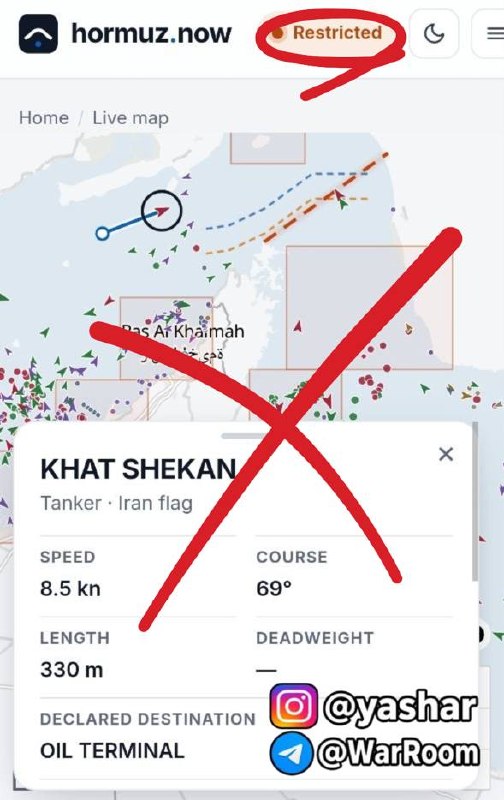 hormuz.now
Restricted
Home / Live map
Ras Al Khaimah
KHAT SHEKAN
Tanker · Iran flag
SPEED
COURSE
8.5 kn
69°
LENGTH
DEADWEIGHT
330 m
—
DECLARED DESTINATION
OIL TERMINAL
@yashar
@WarRoom